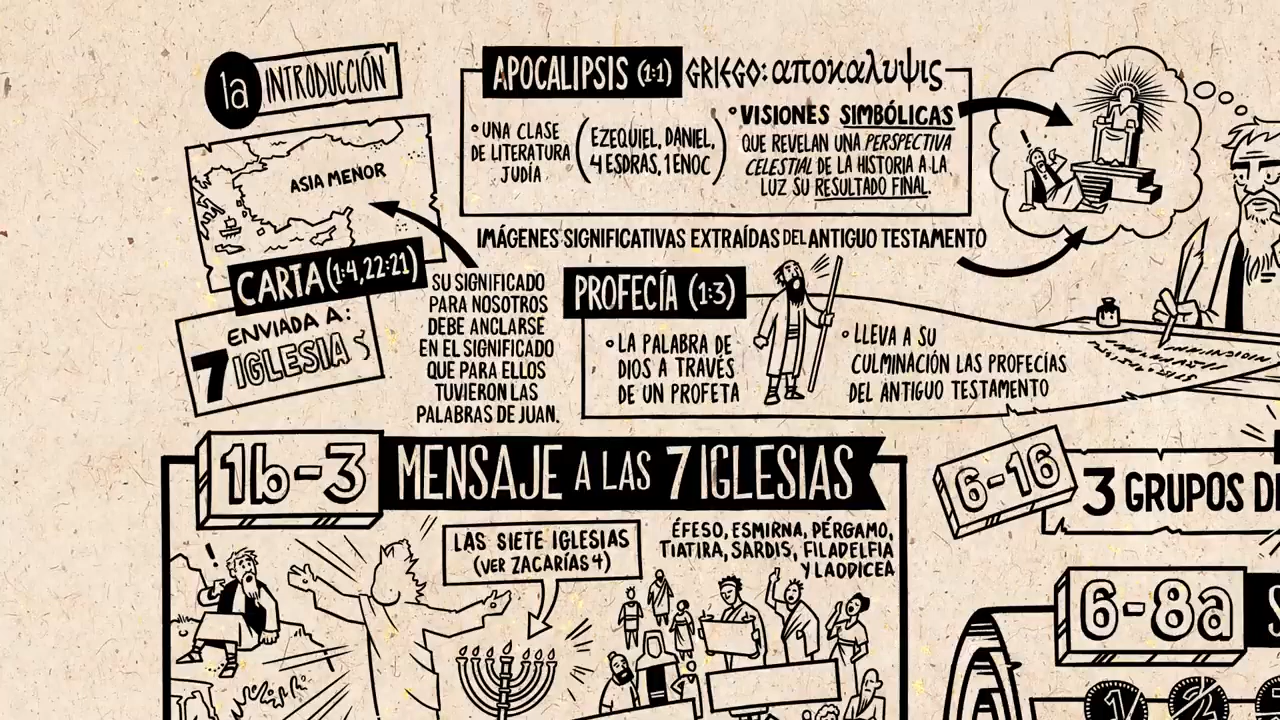 1a INTRODUCCIÓN
ASIA MENOR
CARTA (1:4, 22:21)
ENVIADA A:
7 IGLESIAS
SU SIGNIFICADO
PARA NOSOTROS
DEBE ANCLARSE
EN EL SIGNIFICADO
QUE PARA ELLOS
TUVIERON LAS
PALABRAS DE JUAN.
APOCALIPSIS (1:1) GRIEGO: αποκαλυψις
°UNA CLASE
DE LITERATURA
JUDÍA
(EZEQUIEL, DANIEL,
4 ESDRAS, 1 ENOC)
°VISIONES SIMBÓLICAS
QUE REVELAN UNA PERSPECTIVA
CELESTIAL DE LA HISTORIA A LA
LUZ SU RESULTADO FINAL.
IMÁGENES SIGNIFICATIVAS EXTRAÍDAS DEL ANTIGUO TESTAMENTO
PROFECÍA (1:3)
°LA PALABRA DE
DIOS A TRAVÉS
DE UN PROFETA
°LLEVA A SU
CULMINACIÓN LAS PROFECÍAS
DEL ANTIGUO TESTAMENTO
1b-3 MENSAJE A LAS 7 IGLESIAS
LAS SIETE IGLESIAS
(VER ZACARÍAS 4)
ÉFESO, ESMIRNA, PÉRGAMO,
TIATIRA, SARDIS, FILADELFIA
Y LAODICEA
6-16
3 GRUPOS
6-8a
1 2